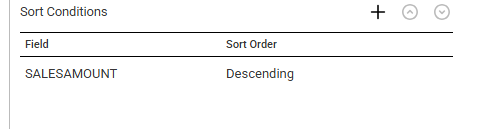 Sort Conditions
Field Sort Order
SALESAMOUNT Descending